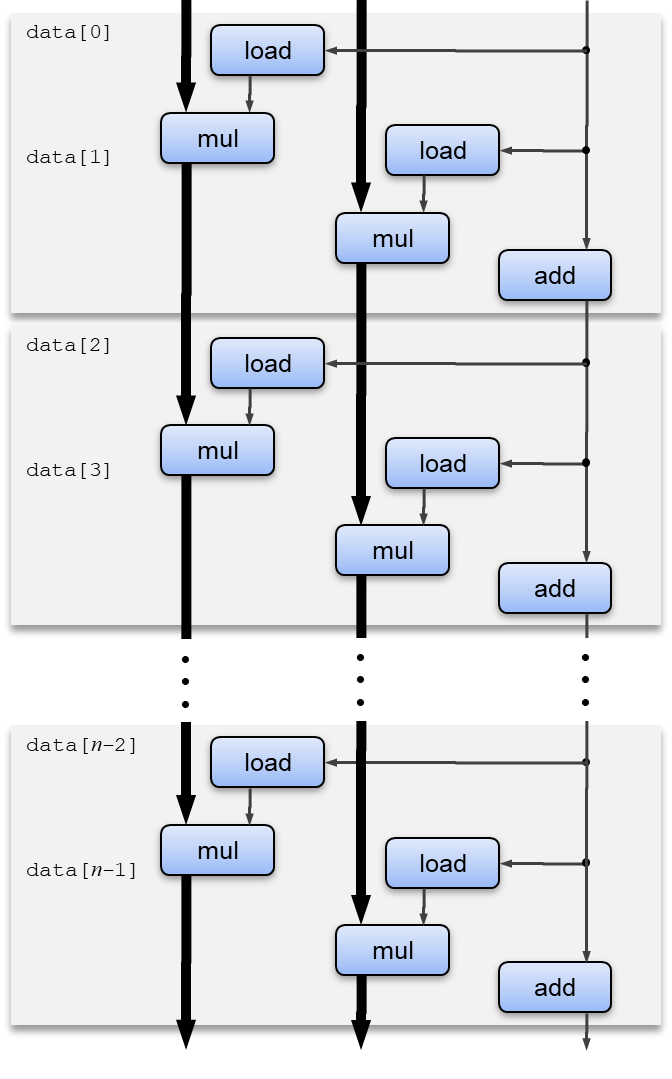 data[0]
load
mul
load
data[1]
mul
add
data[2]
load
mul
load
data[3]
mul
add
data[n–2]
load
mul
load
data[n–1]
mul
add